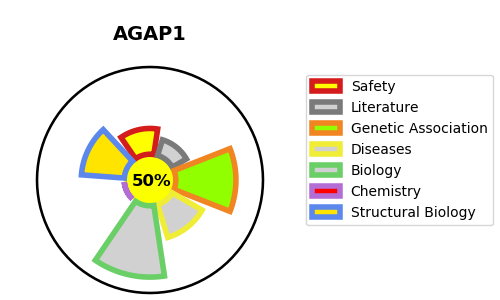 AGAP1
50%
Safety
Literature
Genetic Association
Diseases
Biology
Chemistry
Structural Biology